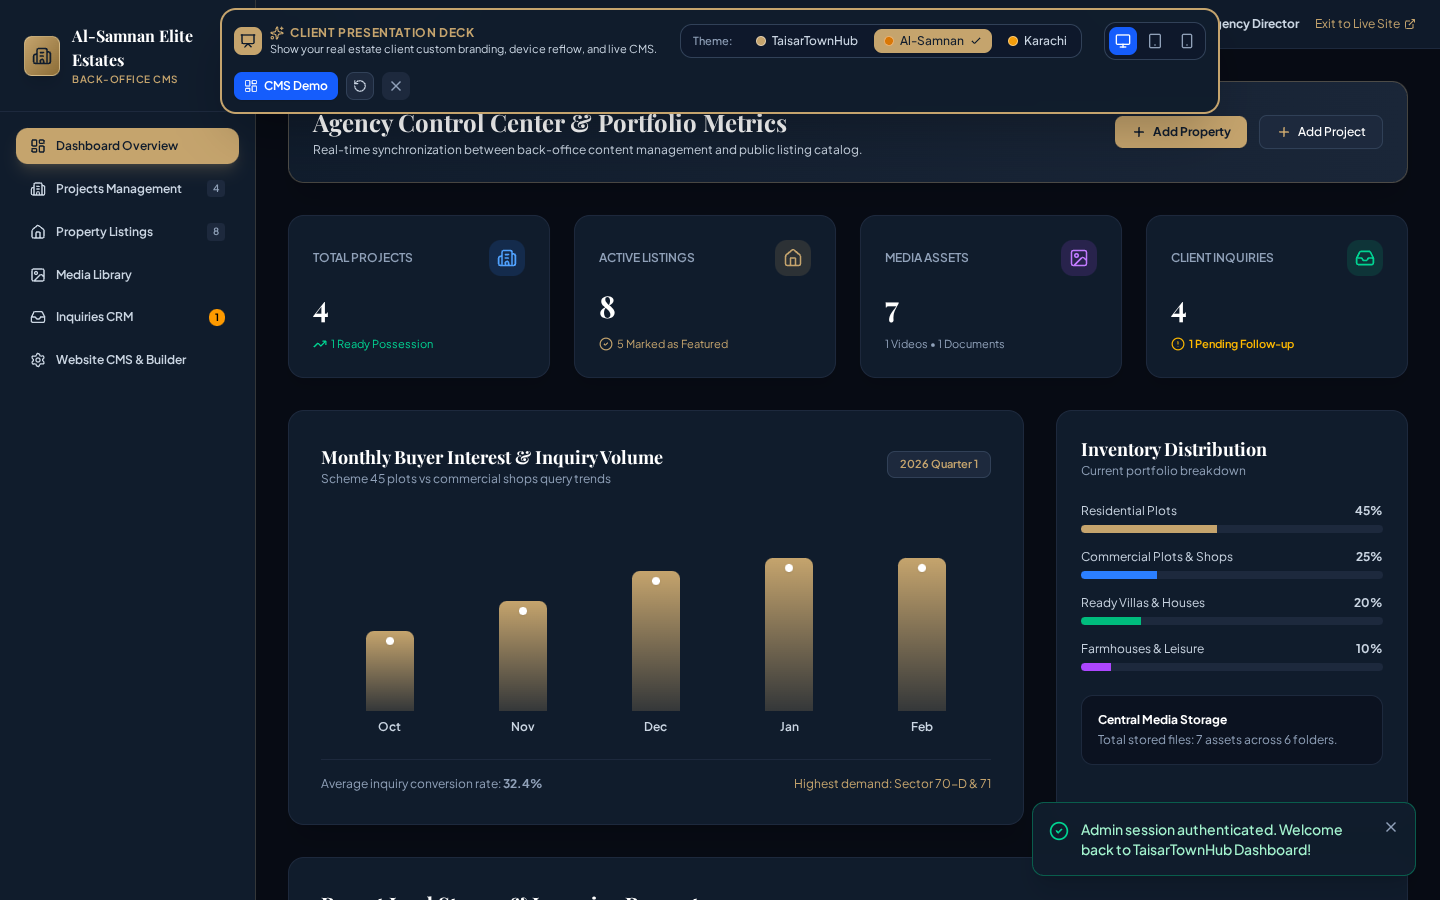 Al-Samnan Elite
Estates
BACK-OFFICE CMS
Dashboard Overview
Projects Management 4
Property Listings 8
Media Library
Inquiries CRM 1
Website CMS & Builder
CLIENT PRESENTATION DECK
Show your real estate client custom branding, device reflow, and live CMS.
Theme: TaisarTownHub Al-Samnan Karachi
CMS Demo
Director
Exit to Live Site
Agency Control Center & Portfolio Metrics
Real-time synchronization between back-office content management and public listing catalog.
Add Property
Add Project
TOTAL PROJECTS
4
1 Ready Possession
ACTIVE LISTINGS
8
5 Marked as Featured
MEDIA ASSETS
7
1 Videos • 1 Documents
CLIENT INQUIRIES
4
1 Pending Follow-up
Monthly Buyer Interest & Inquiry Volume
Scheme 45 plots vs commercial shops query trends
2026 Quarter 1
Oct Nov Dec Jan Feb
Average inquiry conversion rate: 32.4%
Highest demand: Sector 70-D & 71
Inventory Distribution
Current portfolio breakdown
Residential Plots 45%
Commercial Plots & Shops 25%
Ready Villas & Houses 20%
Farmhouses & Leisure 10%
Central Media Storage
Total stored files: 7 assets across 6 folders.
Admin session authenticated. Welcome
back to TaisarTownHub Dashboard!